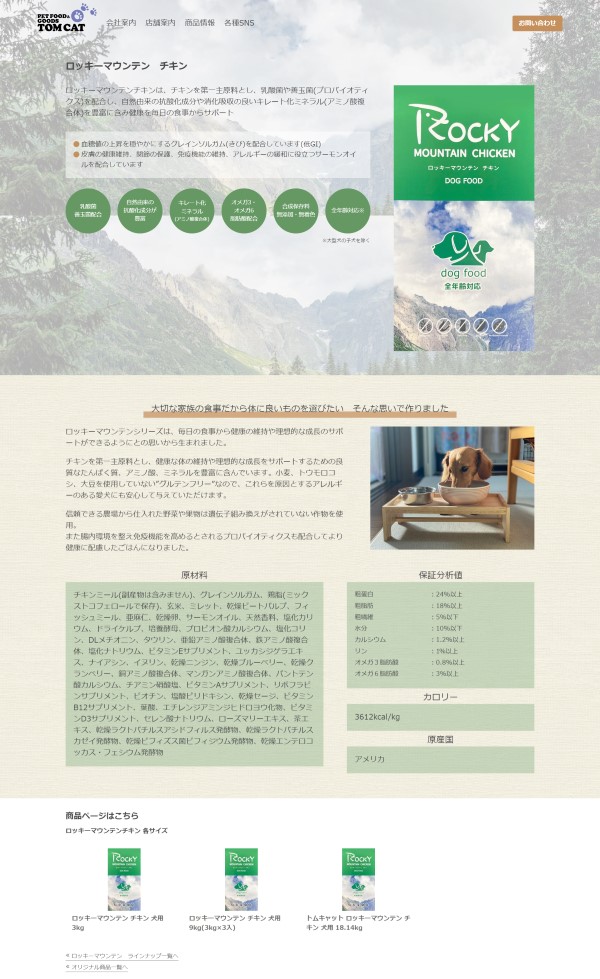 PET FOOD&
GOODS
TOM CAT
会社案内 店舗案内 商品情報 各種SNS
お問い合わせ
ロッキーマウンテン チキン
ロッキーマウンテンチキンは、チキンを第一主原料とし、乳酸菌や善玉菌(プロバイオティ
クス)を配合し、自然由来の抗酸化成分や消化吸収の良いキレート化ミネラル(アミノ酸複
合体)を豊富に含み健康を毎日の食事からサポート
血糖値の上昇を穏やかにするグレインソルガム(きび)を配合しています(低GI)
皮膚の健康維持、関節の保護、免疫機能の維持、アレルギーの緩和に役立つサーモンオイ
ルを配合しています
乳酸菌
善玉菌配合
自然由来の
抗酸化成分が
豊富
キレート化
ミネラル
(アミノ酸複合体)
オメガ3・
オメガ6
脂肪酸配合
合成保存料
無添加・無着色
全年齢対応※
※大型犬の子犬を除く
ROCKY
MOUNTAIN CHICKEN
ロッキーマウンテン チキン
DOG FOOD
dog food
全年齢対応
大切な家族の食事だから体に良いものを選びたい そんな思いで作りました
ロッキーマウンテンシリーズは、毎日の食事から健康の維持や理想的な成長のサポ
ートができるようにとの思いから生まれました。
チキンを第一主原料とし、健康な体の維持や理想的な成長をサポートするための良
質なたんぱく質、アミノ酸、ミネラルを豊富に含んでいます。小麦、トウモロコ
シ、大豆を使用していない"グルテンフリー"なので、これらを原因とするアレルギ
ーのある愛犬にも安心して与えていただけます。
信頼できる農場から仕入れた野菜や果物は遺伝子組み換えがされていない作物を使
用。
また腸内環境を整え免疫機能を高めるとされるプロバイオティクスも配合してより
健康に配慮したごはんになりました。
原材料
チキンミール(副産物は含みません)、グレインソルガム、鶏脂(ミッ
クストコフェロールで保存)、玄米、ミレット、乾燥ビートパルプ、フィ
ッシュミール、亜麻仁、乾燥卵、サーモンオイル、天然香料、塩化カリ
ウム、ドライケルプ、培養酵母、プロピオン酸カルシウム、塩化コリ
ン、DLメチオニン、タウリン、亜鉛アミノ酸複合体、鉄アミノ酸複合
体、塩化ナトリウム、ビタミンEサプリメント、ユッカシジゲラエキ
ス、ナイアシン、イヌリン、乾燥ニンジン、乾燥ブルーベリー、乾燥ク
ランベリー、銅アミノ酸複合体、マンガンアミノ酸複合体、パントテン
酸カルシウム、チアミン硝酸塩、ビタミンAサプリメント、リボフラビ
ンサプリメント、ビオチン、塩酸ピリドキシン、乾燥セージ、ビタミン
B12サプリメント、葉酸、エチレンジアミンジヒドロヨウ化物、ビタミ
ンD3サプリメント、セレン酸ナトリウム、ローズマリーエキス、茶エ
キス、乾燥ラクトバチルスアシドフィルス発酵物、乾燥ラクトバチルス
カゼイ発酵物、乾燥ビフィズス菌ビフィジウム発酵物、乾燥エンテロコ
ッカス・フェシウム発酵物
保証分析値
粗蛋白 : 24%以上
粗脂肪 : 18%以上
粗繊維 : 5%以下
水分 : 10%以下
カルシウム : 1.2%以上
リン : 1%以上
オメガ3脂肪酸 : 0.8%以上
オメガ6脂肪酸 : 3%以上
カロリー
3612kcal/kg
原産国
アメリカ
商品ページはこちら
ロッキーマウンテンチキン 各サイズ
ROCKY
ROCKY
ROCKY
ロッキーマウンテン チキン 犬用
3kg
ロッキーマウンテン チキン 犬用
9kg(3kg×3入)
トムキャット ロッキーマウンテン チ
キン 犬用 18.14kg
< ロッキーマウンテン ラインナップ一覧へ
< オリジナル商品一覧へ